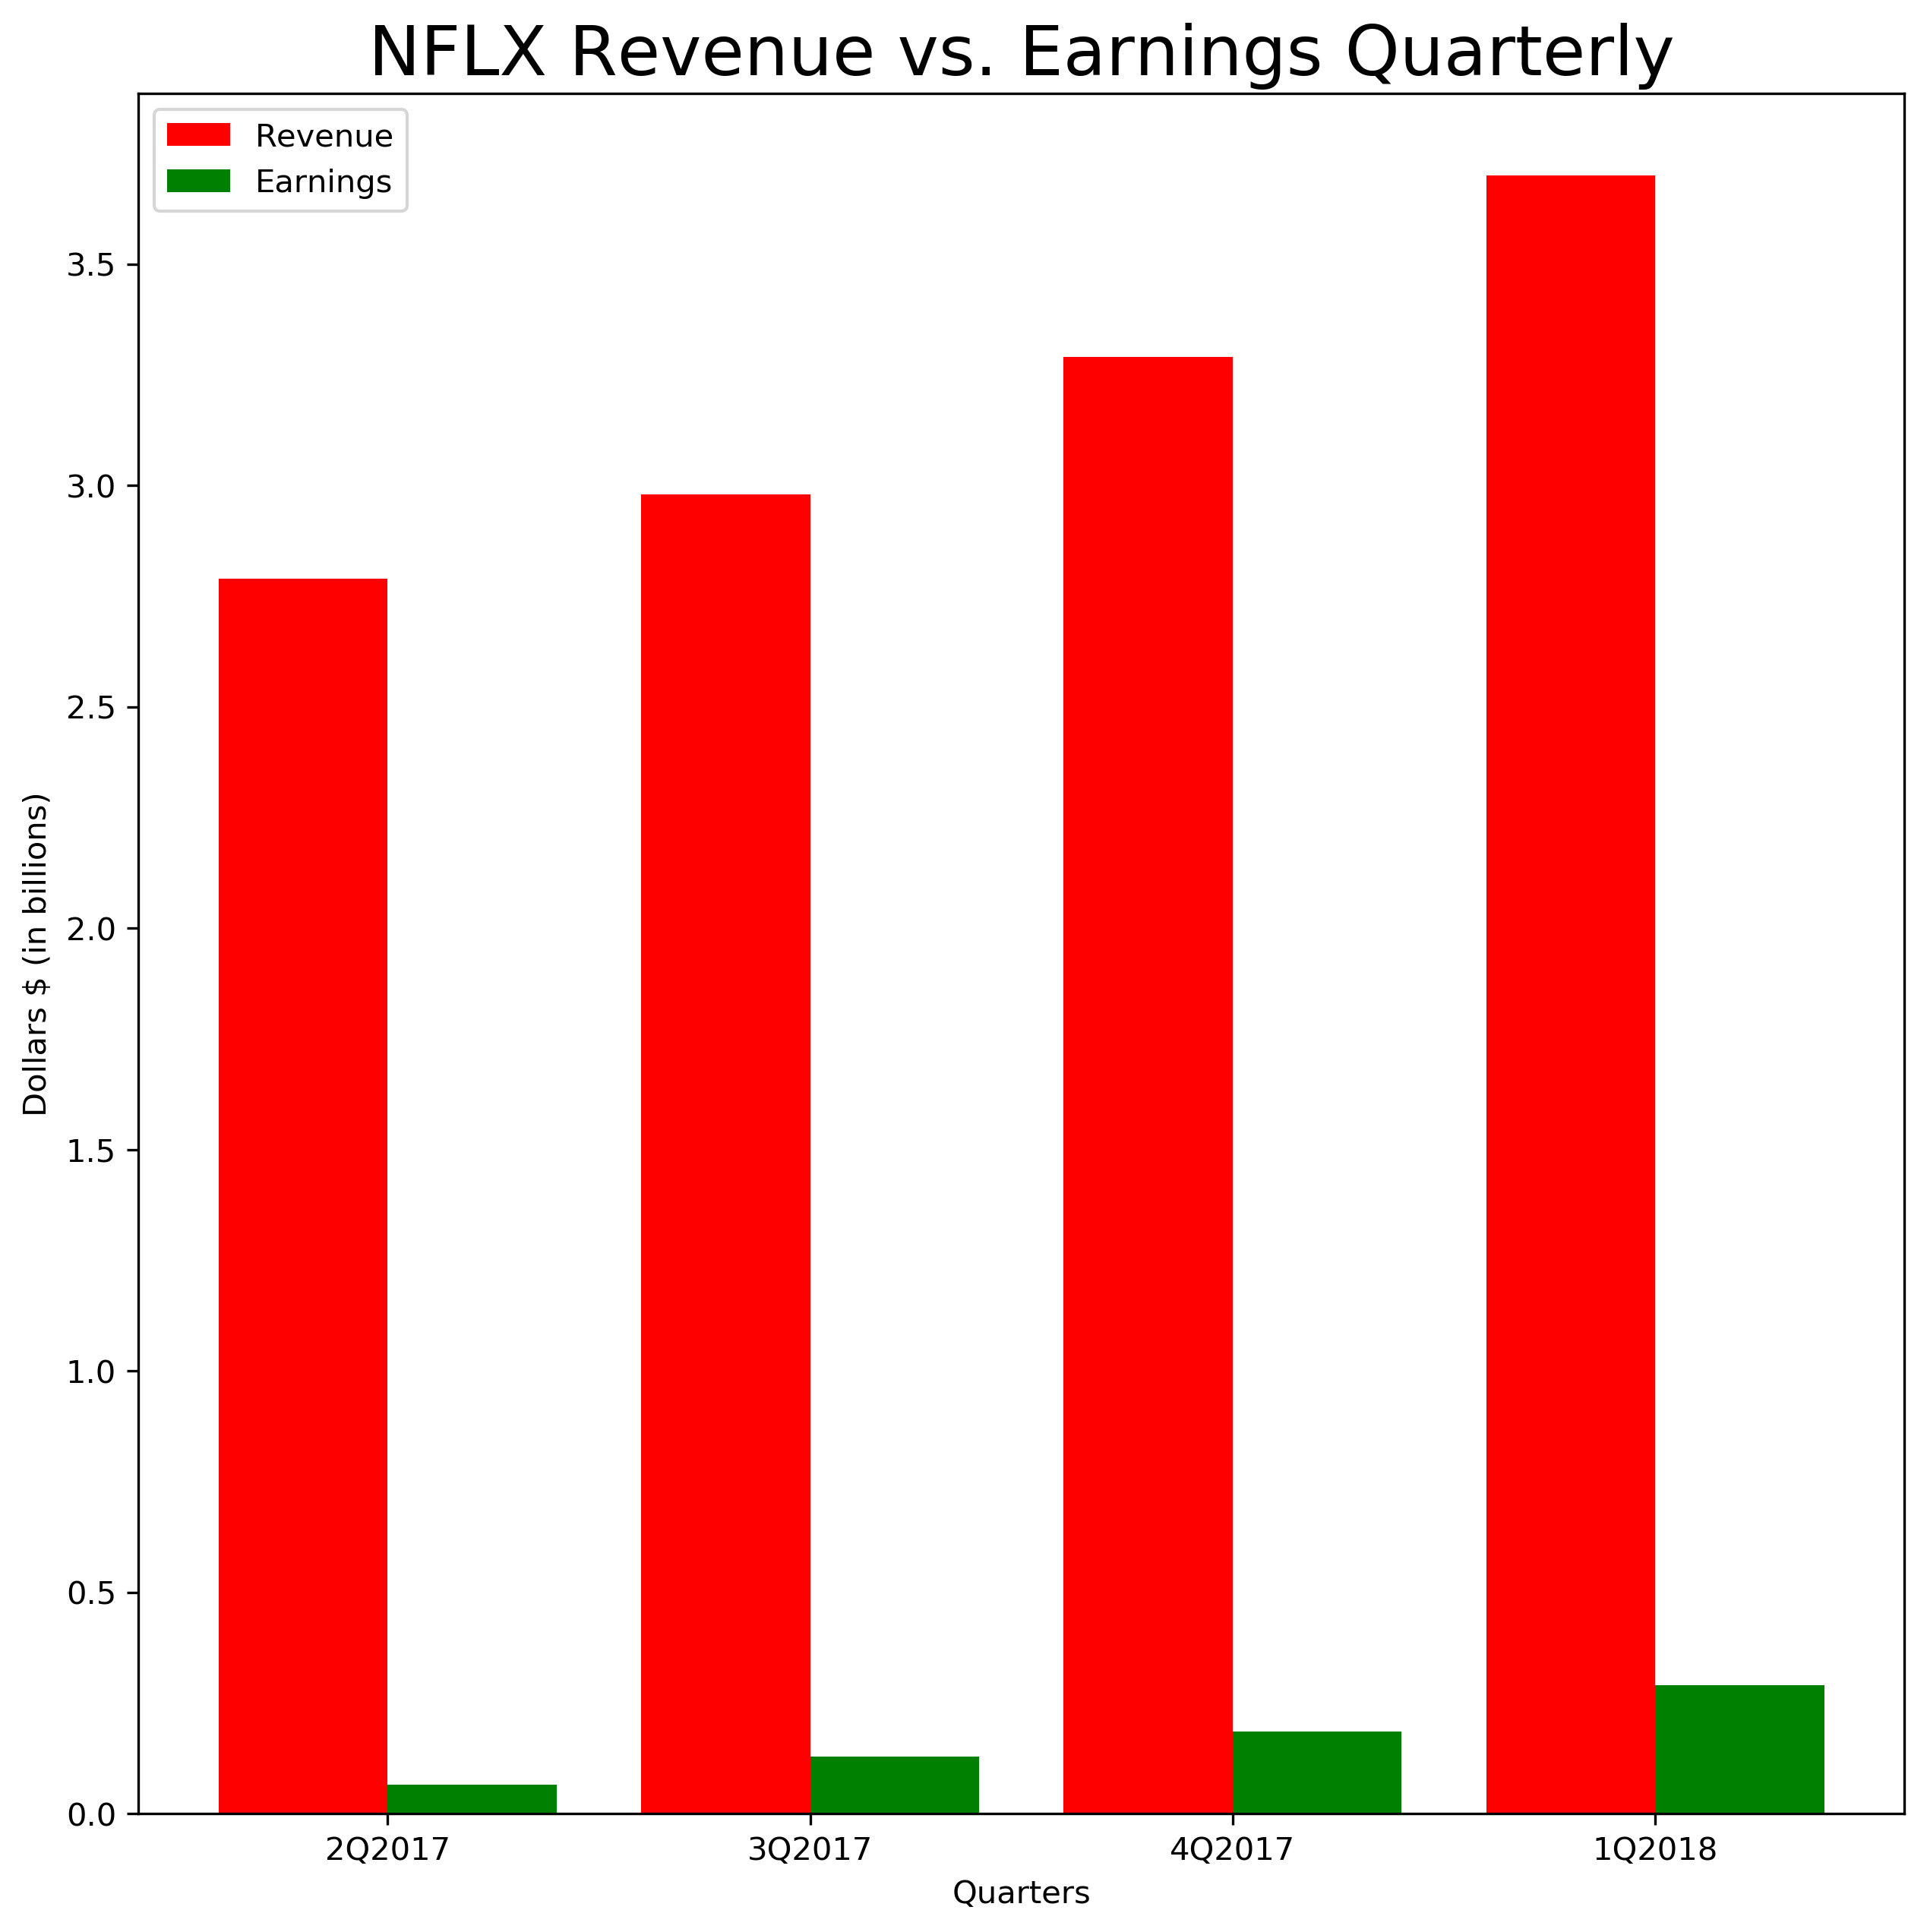 NFLX Revenue vs. Earnings Quarterly
Revenue
Earnings
3.5
3.0
2.5
2.0
1.5
1.0
0.5
0.0
Dollars $ (in billions)
2Q2017 3Q2017 4Q2017 1Q2018
Quarters